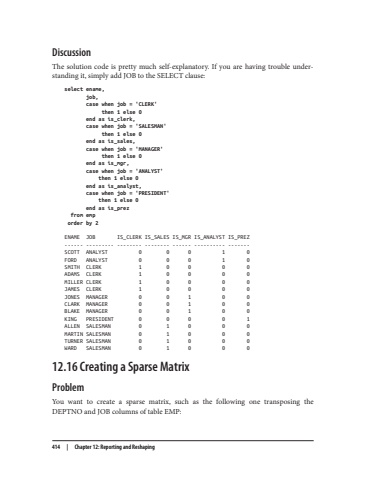 Discussion
The solution code is pretty much self-explanatory. If you are having trouble under-
standing it, simply add JOB to the SELECT clause:
select ename,
job,
case when job = 'CLERK'
then 1 else 0
end as is_clerk,
case when job = 'SALESMAN'
then 1 else 0
end as is_sales,
case when job = 'MANAGER'
then 1 else 0
end as is_mgr,
case when job = 'ANALYST'
then 1 else 0
end as is_analyst,
case when job = 'PRESIDENT'
then 1 else 0
end as is_prez
from emp
order by 2
ENAME JOB IS_CLERK IS_SALES IS_MGR IS_ANALYST IS_PREZ
------ --------- -------- -------- ------ ---------- -------
SCOTT ANALYST 0 0 0 1 0
FORD ANALYST 0 0 0 1 0
SMITH CLERK 1 0 0 0 0
ADAMS CLERK 1 0 0 0 0
MILLER CLERK 1 0 0 0 0
JAMES CLERK 1 0 0 0 0
JONES MANAGER 0 0 1 0 0
CLARK MANAGER 0 0 1 0 0
BLAKE MANAGER 0 0 1 0 0
KING PRESIDENT 0 0 0 0 1
ALLEN SALESMAN 0 1 0 0 0
MARTIN SALESMAN 0 1 0 0 0
TURNER SALESMAN 0 1 0 0 0
WARD SALESMAN 0 1 0 0 0
12.16 Creating a Sparse Matrix
Problem
You want to create a sparse matrix, such as the following one transposing the
DEPTNO and JOB columns of table EMP:
414 | Chapter 12: Reporting and Reshaping